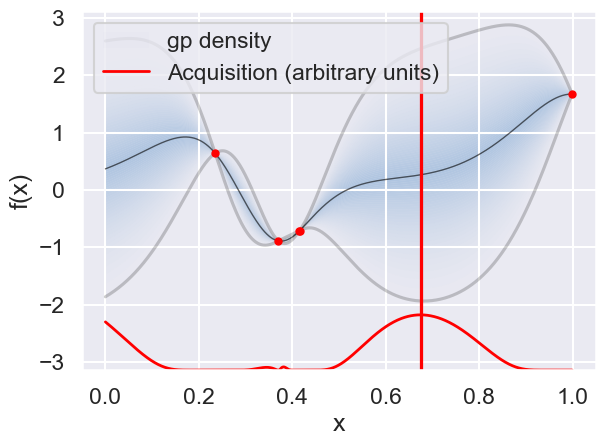 gp density
Acquisition (arbitrary units)
3
2
1
0
−1
−2
−3
f(x)
0.0 0.2 0.4 0.6 0.8 1.0
x